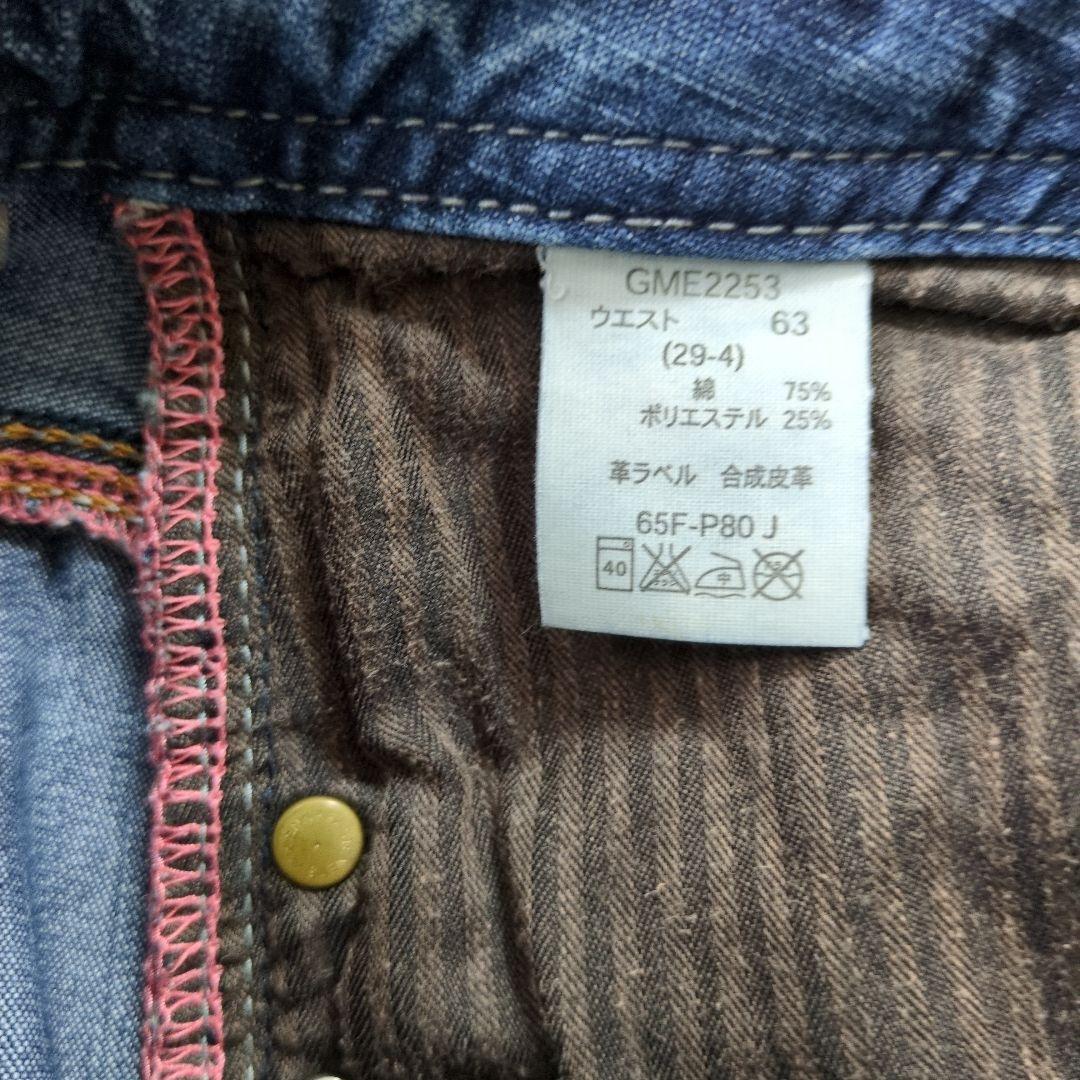 GME2253
ウエスト 63
(29-4)
綿 75%
ポリエステル 25%
革ラベル 合成皮革
65F-P80 J
40 中